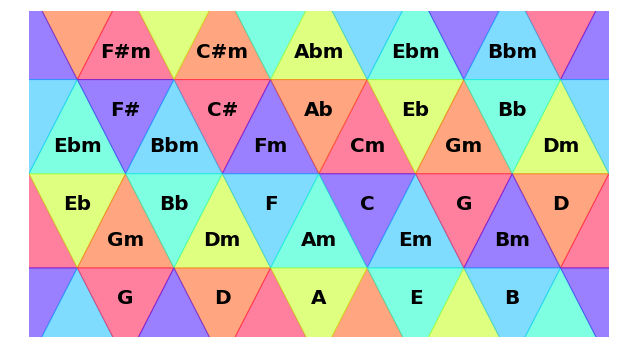 F#m C#m Abm Ebm Bbm
F# C# Ab Eb Bb
Ebm Bbm Fm Cm Gm Dm
Eb Bb F C G D
Gm Dm Am Em Bm
G D A E B